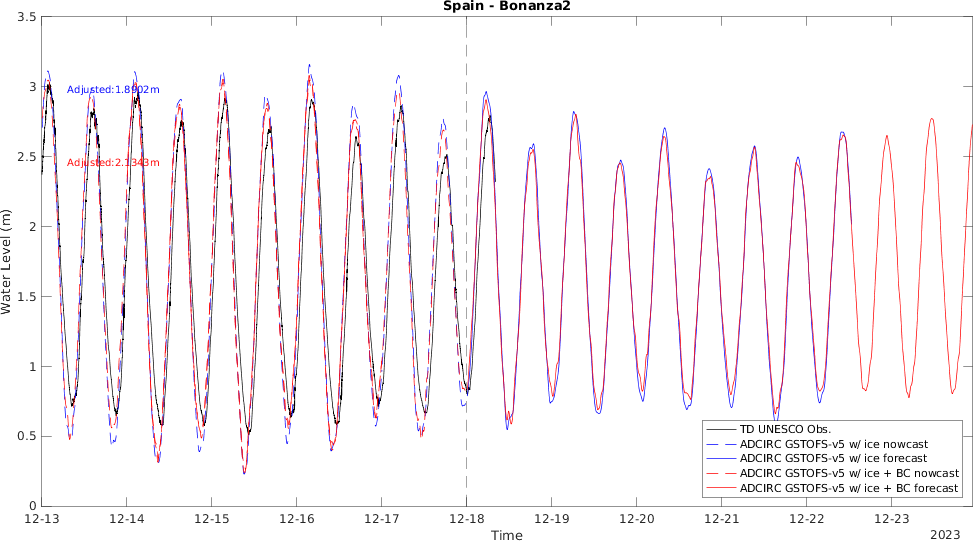 Spain - Bonanza2
3.5
3
2.5
2
1.5
1
0.5
0
Water Level (m)
Adjusted:1.8902m
Adjusted:2.1343m
TD UNESCO Obs.
ADCIRC GSTOFS-v5 w/ ice nowcast
ADCIRC GSTOFS-v5 w/ ice forecast
ADCIRC GSTOFS-v5 w/ ice + BC nowcast
ADCIRC GSTOFS-v5 w/ ice + BC forecast
12-13 12-14 12-15 12-16 12-17 12-18 12-19 12-20 12-21 12-22 12-23
Time
2023